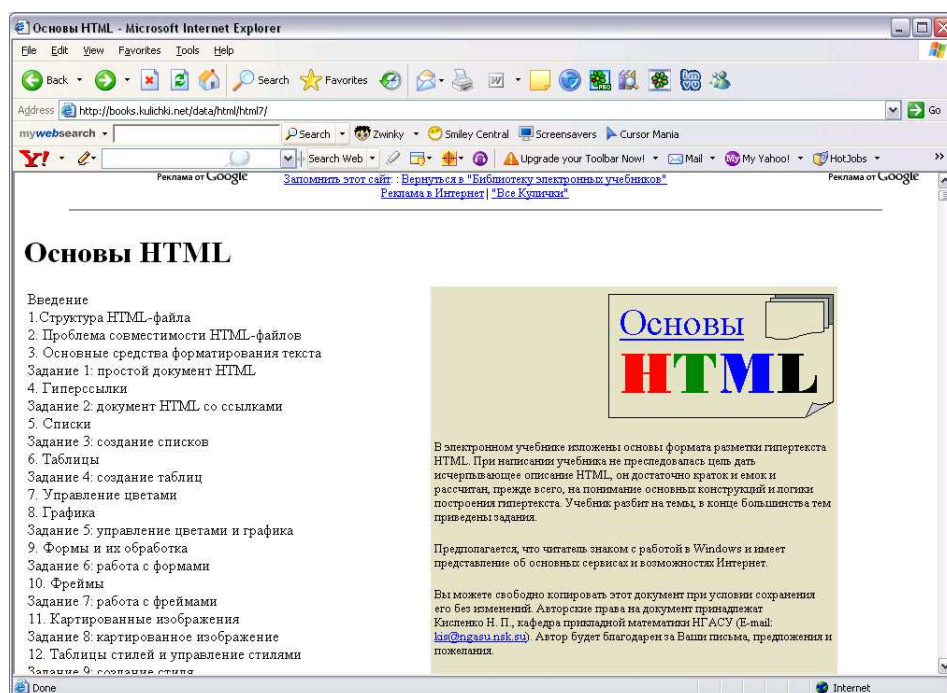 Основы HTML - Microsoft Internet Explorer
File Edit View Favorites Tools Help
Back Search Favorites
Address http://books.kulichki.net/data/html/html7/ Go
mywebsearch Search Zwinky Smiley Central Screensavers Cursor Mania
Y! Search Web Upgrade your Toolbar Now! Mail My Yahoo! HotJobs »
Реклама от Google Запомнить этот сайт : Вернуться в "Библиотеку электронных учебников" Реклама от Google
Реклама в Интернет | "Все Кулички"
Основы HTML
Введение
1.Структура HTML-файла
2. Проблема совместимости HTML-файлов
3. Основные средства форматирования текста
Задание 1: простой документ HTML
4. Гиперссылки
Задание 2: документ HTML со ссылками
5. Списки
Задание 3: создание списков
6. Таблицы
Задание 4: создание таблиц
7. Управление цветами
8. Графика
Задание 5: управление цветами и графика
9. Формы и их обработка
Задание 6: работа с формами
10. Фреймы
Задание 7: работа с фреймами
11. Картированные изображения
Задание 8: картированное изображение
12. Таблицы стилей и управление стилями
Задание 9: создание стиля
Основы
HTML
В электронном учебнике изложены основы формата разметки гипертекста
HTML. При написании учебника не преследовалась цель дать
исчерпывающее описание HTML, он достаточно краток и емок и
рассчитан, прежде всего, на понимание основных конструкций и логики
построения гипертекста. Учебник разбит на темы, в конце большинства тем
приведены задания.
Предполагается, что читатель знаком с работой в Windows и имеет
представление об основных сервисах и возможностях Интернет.
Вы можете свободно копировать этот документ при условии сохранения
его без изменений. Авторские права на документ принадлежат
Кисленко Н. П., кафедра прикладной математики НГАСУ (E-mail:
kis@ngasu.nsk.su). Автор будет благодарен за Ваши письма, предложения и
пожелания.
Done Internet